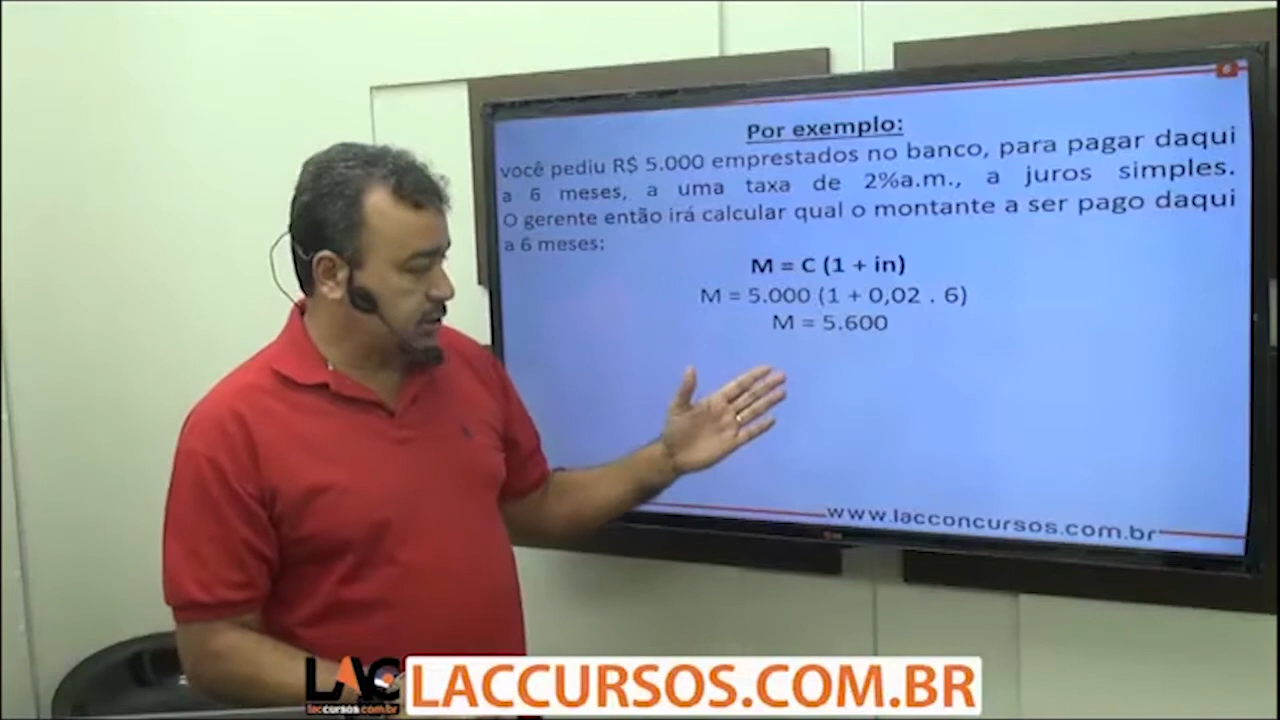 6
Por exemplo:
você pediu R$ 5.000 emprestados no banco, para pagar daqui
a 6 meses, a uma taxa de 2%a.m., a juros simples.
O gerente então irá calcular qual o montante a ser pago daqui
a 6 meses:
M = C (1 + in)
M = 5.000 (1 + 0,02 . 6)
M = 5.600
www.lacconcursos.com.br
LAC
laccursos.com.br
LACCURSOS.COM.BR